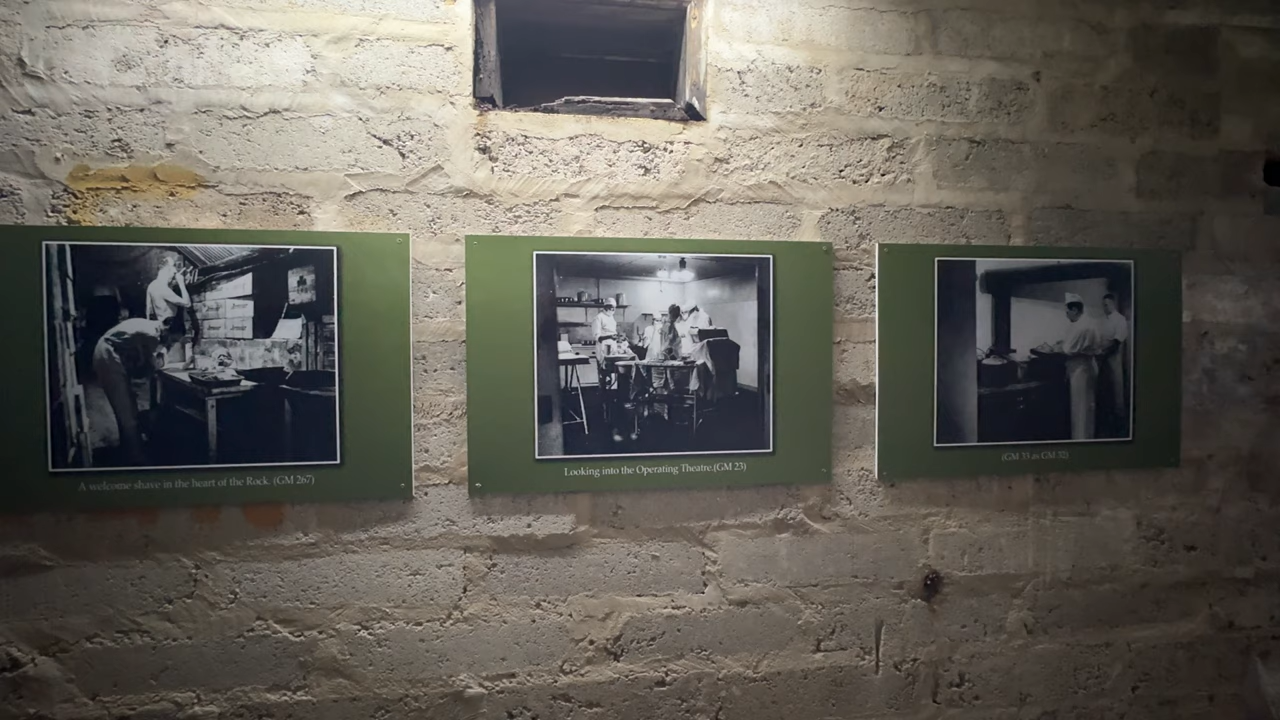 A welcome shave in the heart of the Rock. (GM 267)
Looking into the Operating Theatre.(GM 23)